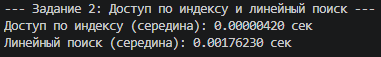 --- Задание 2: Доступ по индексу и линейный поиск ---
Доступ по индексу (середина): 0.00000420 сек
Линейный поиск (середина): 0.00176230 сек